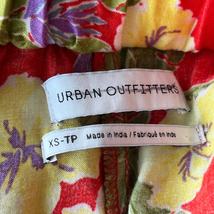 URBAN OUTFITTERS
XS-TP
Made in India / Fabriqué en Inde